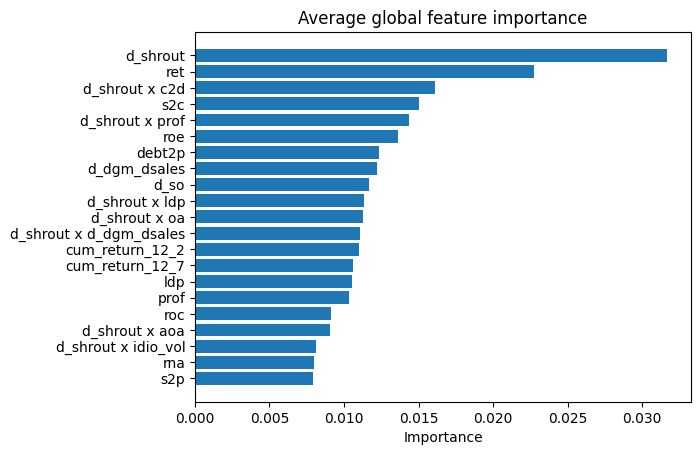 Average global feature importance
d_shrout
ret
d_shrout x c2d
s2c
d_shrout x prof
roe
debt2p
d_dgm_dsales
d_so
d_shrout x ldp
d_shrout x oa
d_shrout x d_dgm_dsales
cum_return_12_2
cum_return_12_7
ldp
prof
roc
d_shrout x aoa
d_shrout x idio_vol
rna
s2p
0.000 0.005 0.010 0.015 0.020 0.025 0.030
Importance